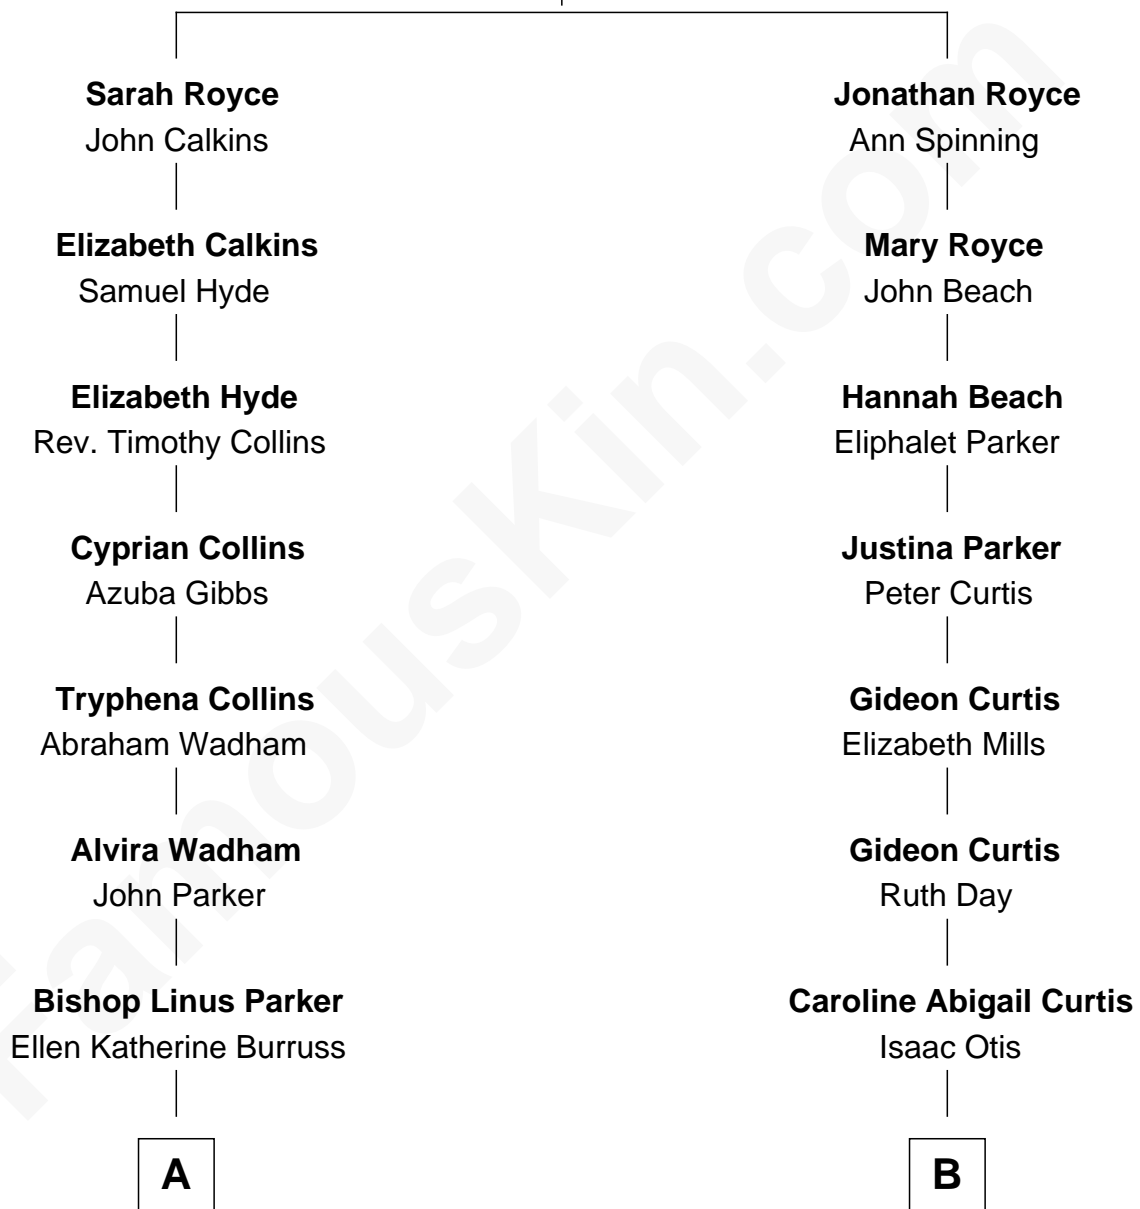 Sarah Royce
John Calkins
Jonathan Royce
Ann Spinning
Elizabeth Calkins
Samuel Hyde
Mary Royce
John Beach
Elizabeth Hyde
Rev. Timothy Collins
Hannah Beach
Eliphalet Parker
Cyprian Collins
Azuba Gibbs
Justina Parker
Peter Curtis
Tryphena Collins
Abraham Wadham
Gideon Curtis
Elizabeth Mills
Alvira Wadham
John Parker
Gideon Curtis
Ruth Day
Bishop Linus Parker
Ellen Katherine Burruss
Caroline Abigail Curtis
Isaac Otis
A
B
FamousKin.com